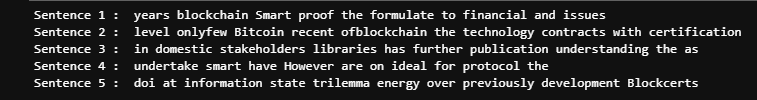 Sentence 1 :  years blockchain Smart proof the formulate to financial and issues
Sentence 2 :  level onlyfew Bitcoin recent ofblockchain the technology contracts with certification
Sentence 3 :  in domestic stakeholders libraries has further publication understanding the as
Sentence 4 :  undertake smart have However are on ideal for protocol the
Sentence 5 :  doi at information state trilemma energy over previously development Blockcerts